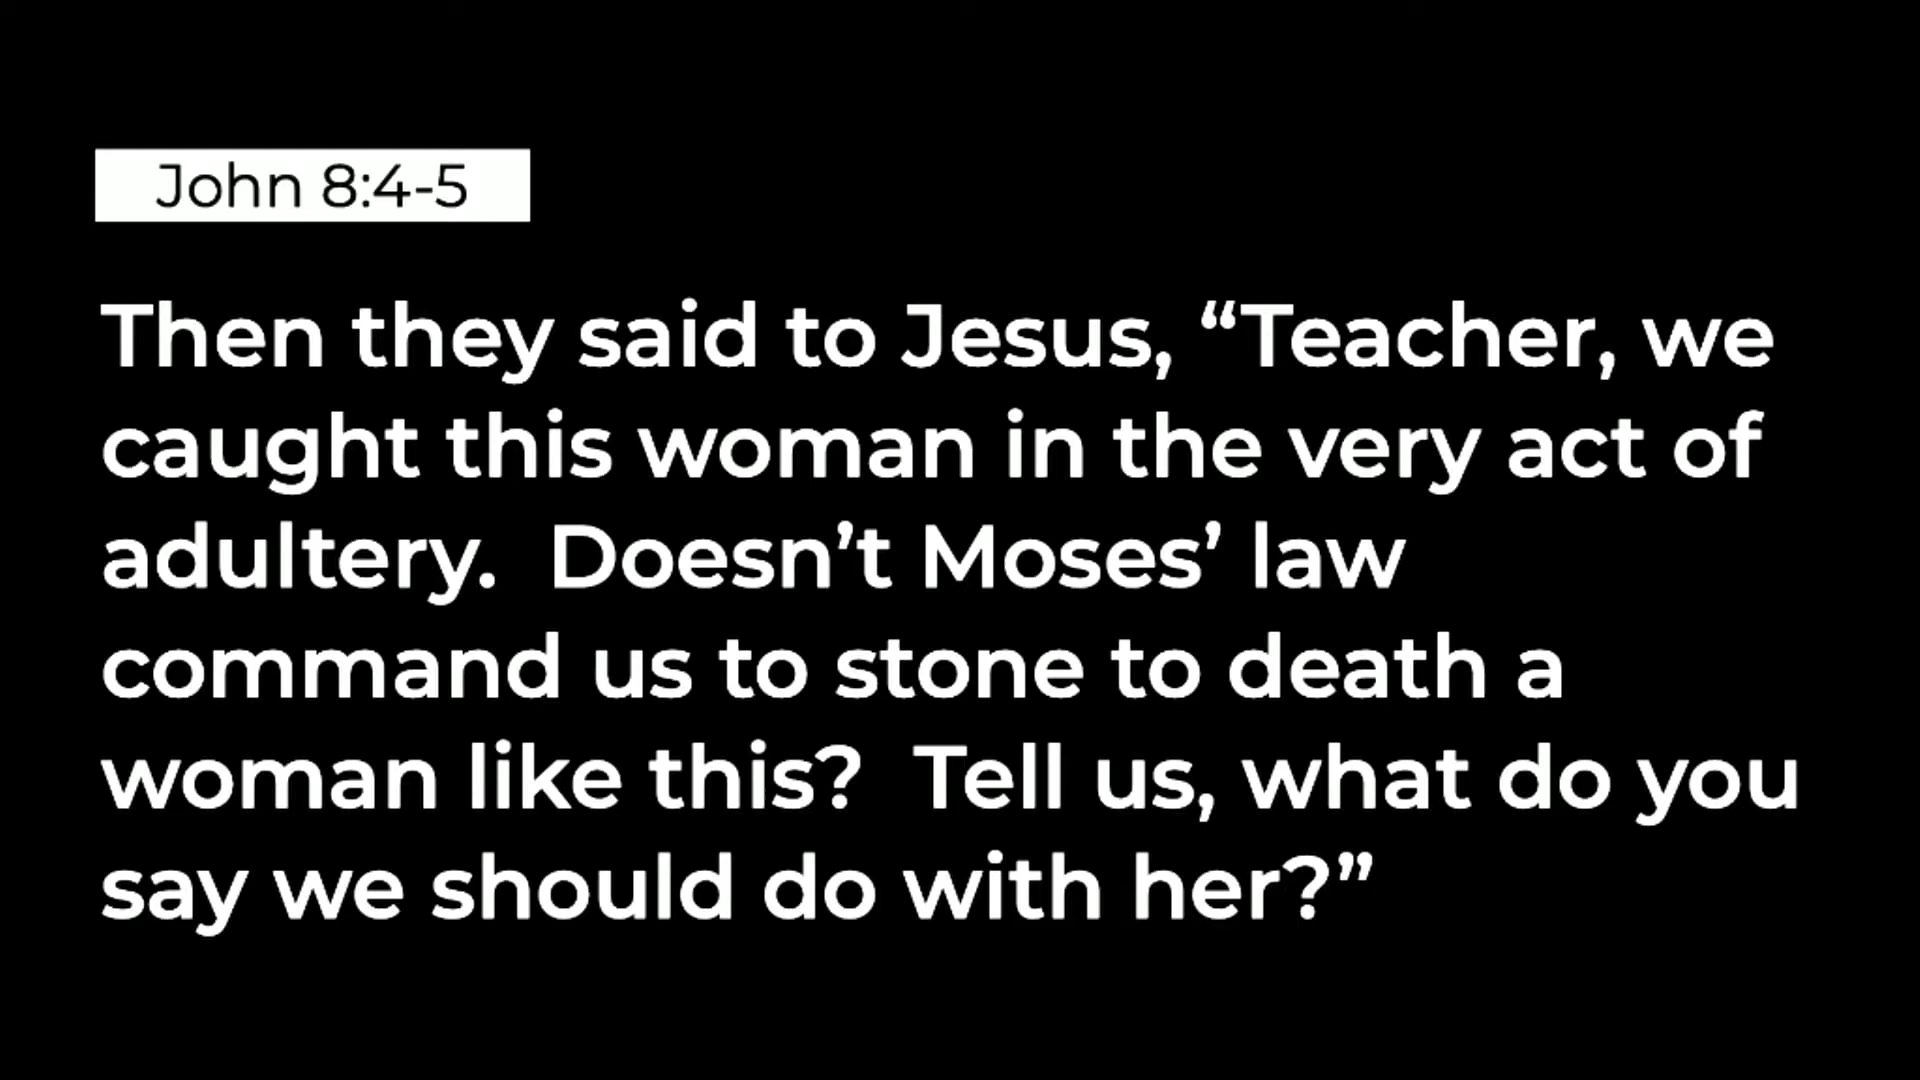 John 8:4-5
Then they said to Jesus, “Teacher, we
caught this woman in the very act of
adultery.  Doesn’t Moses’ law
command us to stone to death a
woman like this?  Tell us, what do you
say we should do with her?”